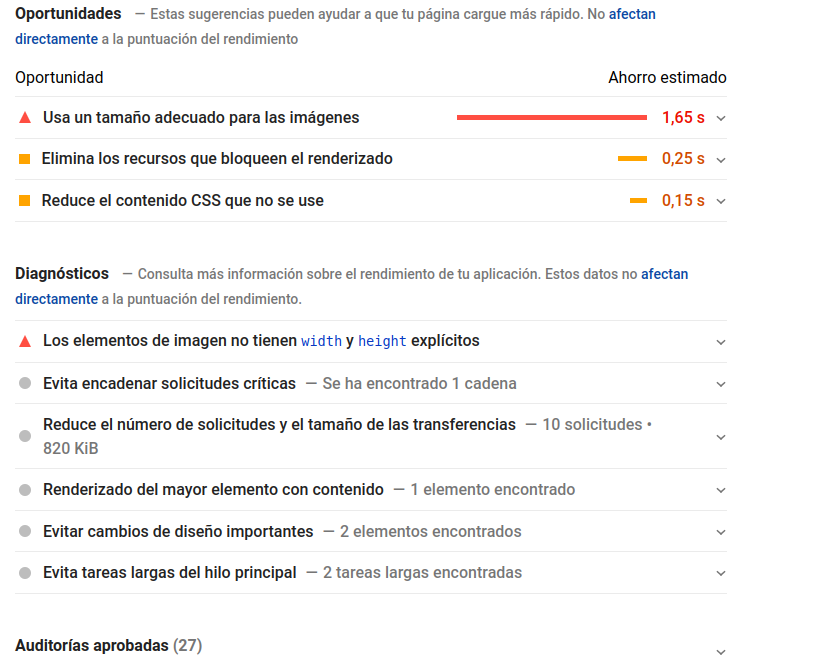 Oportunidades — Estas sugerencias pueden ayudar a que tu página cargue más rápido. No afectan
directamente a la puntuación del rendimiento
Oportunidad Ahorro estimado
Usa un tamaño adecuado para las imágenes 1,65 s
Elimina los recursos que bloqueen el renderizado 0,25 s
Reduce el contenido CSS que no se use 0,15 s
Diagnósticos — Consulta más información sobre el rendimiento de tu aplicación. Estos datos no afectan
directamente a la puntuación del rendimiento.
Los elementos de imagen no tienen width y height explícitos
Evita encadenar solicitudes críticas — Se ha encontrado 1 cadena
Reduce el número de solicitudes y el tamaño de las transferencias — 10 solicitudes •
820 KiB
Renderizado del mayor elemento con contenido — 1 elemento encontrado
Evitar cambios de diseño importantes — 2 elementos encontrados
Evita tareas largas del hilo principal — 2 tareas largas encontradas
Auditorías aprobadas (27)